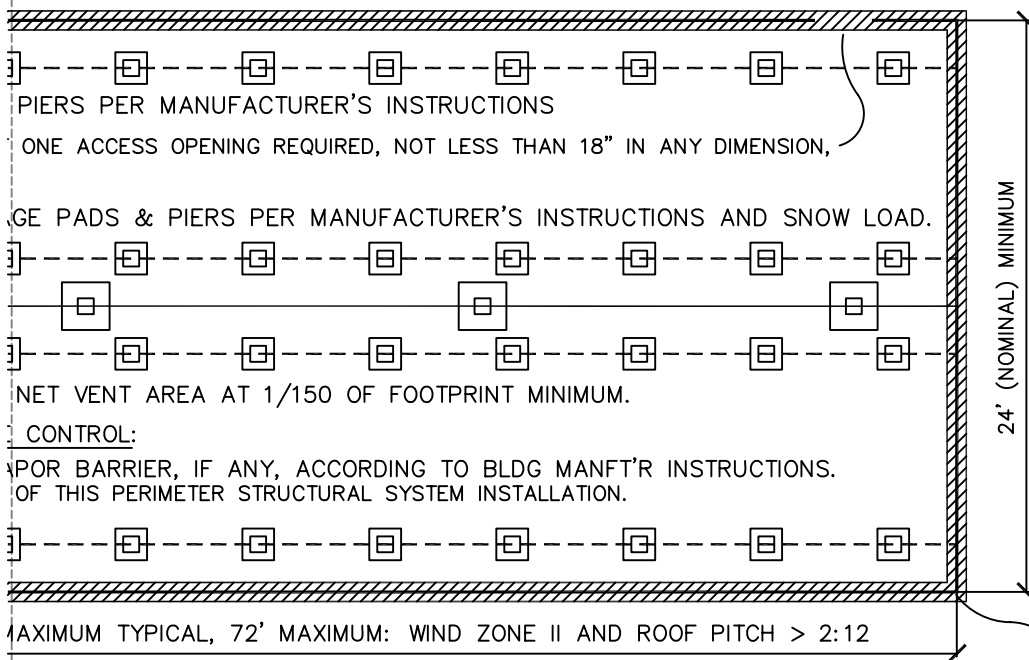 PIERS PER MANUFACTURER'S INSTRUCTIONS
ONE ACCESS OPENING REQUIRED, NOT LESS THAN 18" IN ANY DIMENSION,
PADS & PIERS PER MANUFACTURER'S INSTRUCTIONS AND SNOW LOAD.
24' (NOMINAL) MINIMUM
NET VENT AREA AT 1/150 OF FOOTPRINT MINIMUM.
CONTROL:
BARRIER, IF ANY, ACCORDING TO BLDG MANFT'R INSTRUCTIONS.
OF THIS PERIMETER STRUCTURAL SYSTEM INSTALLATION.
MAXIMUM TYPICAL, 72' MAXIMUM: WIND ZONE II AND ROOF PITCH > 2:12